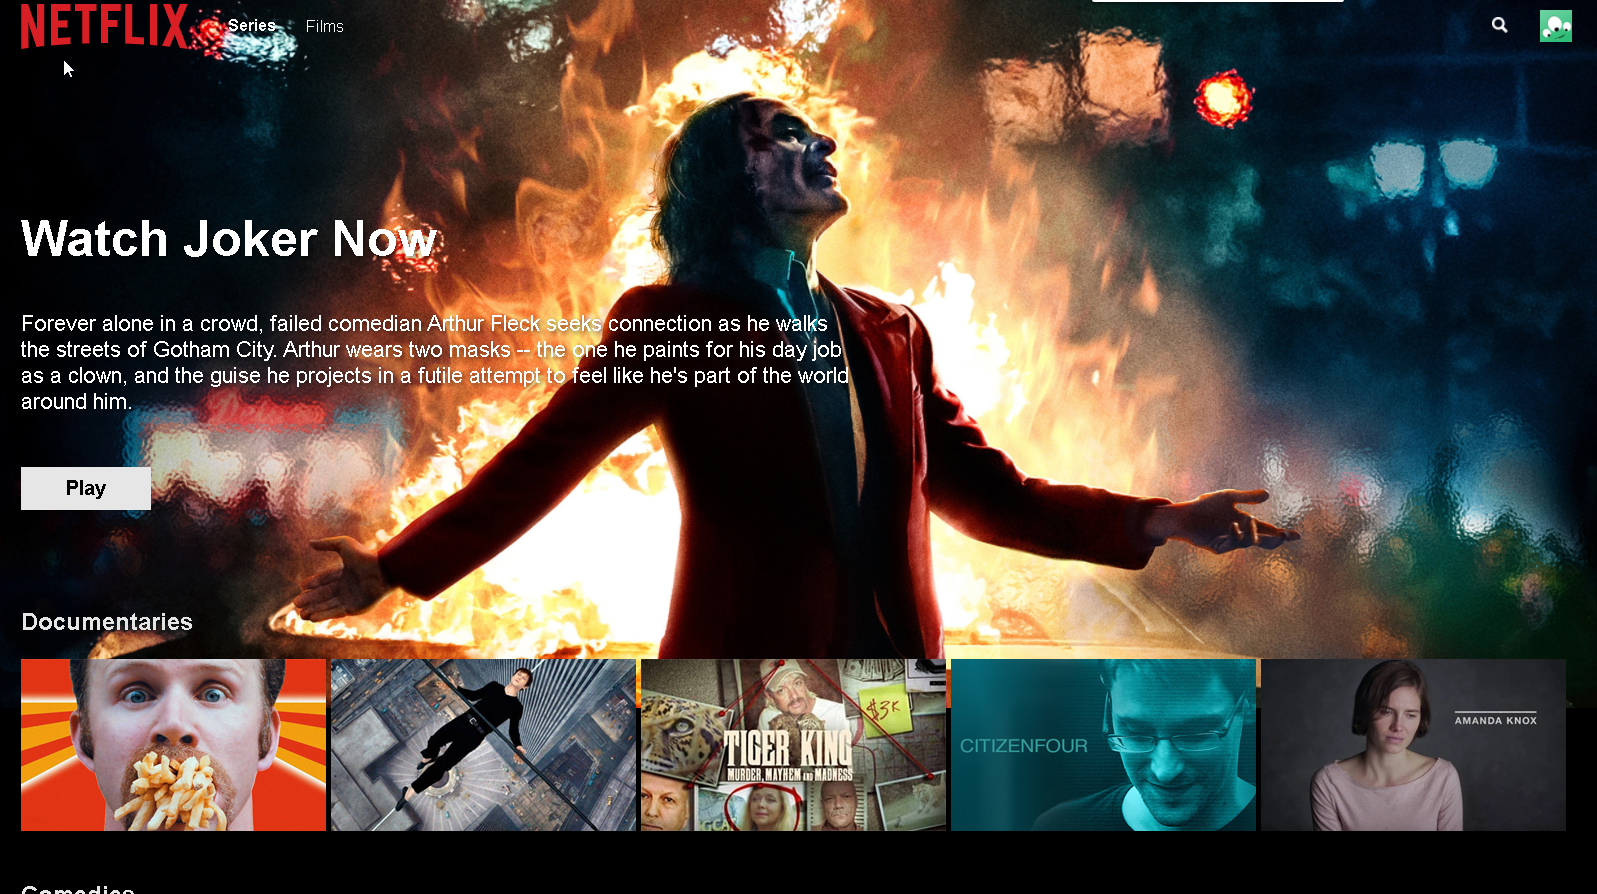 NETFLIX Series Films
Watch Joker Now
Forever alone in a crowd, failed comedian Arthur Fleck seeks connection as he walks
the streets of Gotham City. Arthur wears two masks -- the one he paints for his day job
as a clown, and the guise he projects in a futile attempt to feel like he's part of the world
around him.
Play
Documentaries
$3K
TIGER KING
MURDER, MAYHEM AND MADNESS
CITIZENFOUR
AMANDA KNOX
Comedies